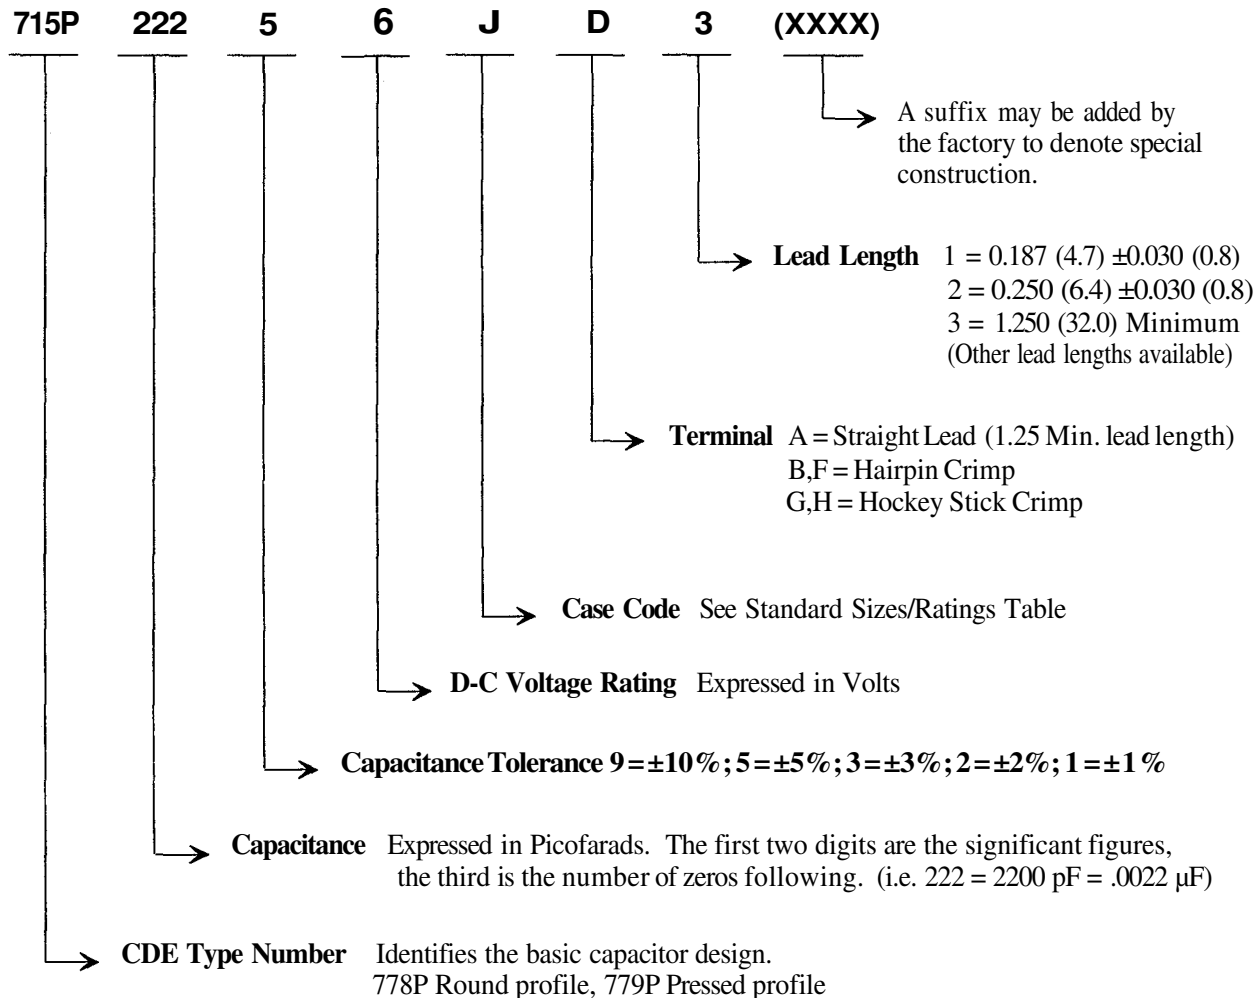 715P 222 5 6 J D 3 (XXXX)
A suffix may be added by
the factory to denote special
construction.
Lead Length 1 = 0.187 (4.7) ±0.030 (0.8)
2 = 0.250 (6.4) ±0.030 (0.8)
3 = 1.250 (32.0) Minimum
(Other lead lengths available)
Terminal A = Straight Lead (1.25 Min. lead length)
B,F = Hairpin Crimp
G,H = Hockey Stick Crimp
Case Code See Standard Sizes/Ratings Table
D-C Voltage Rating Expressed in Volts
Capacitance Tolerance 9=±10%; 5=±5%; 3=±3%; 2=±2%; 1=±1%
Capacitance Expressed in Picofarads. The first two digits are the significant figures,
the third is the number of zeros following. (i.e. 222 = 2200 pF = .0022 µF)
CDE Type Number Identifies the basic capacitor design.
778P Round profile, 779P Pressed profile